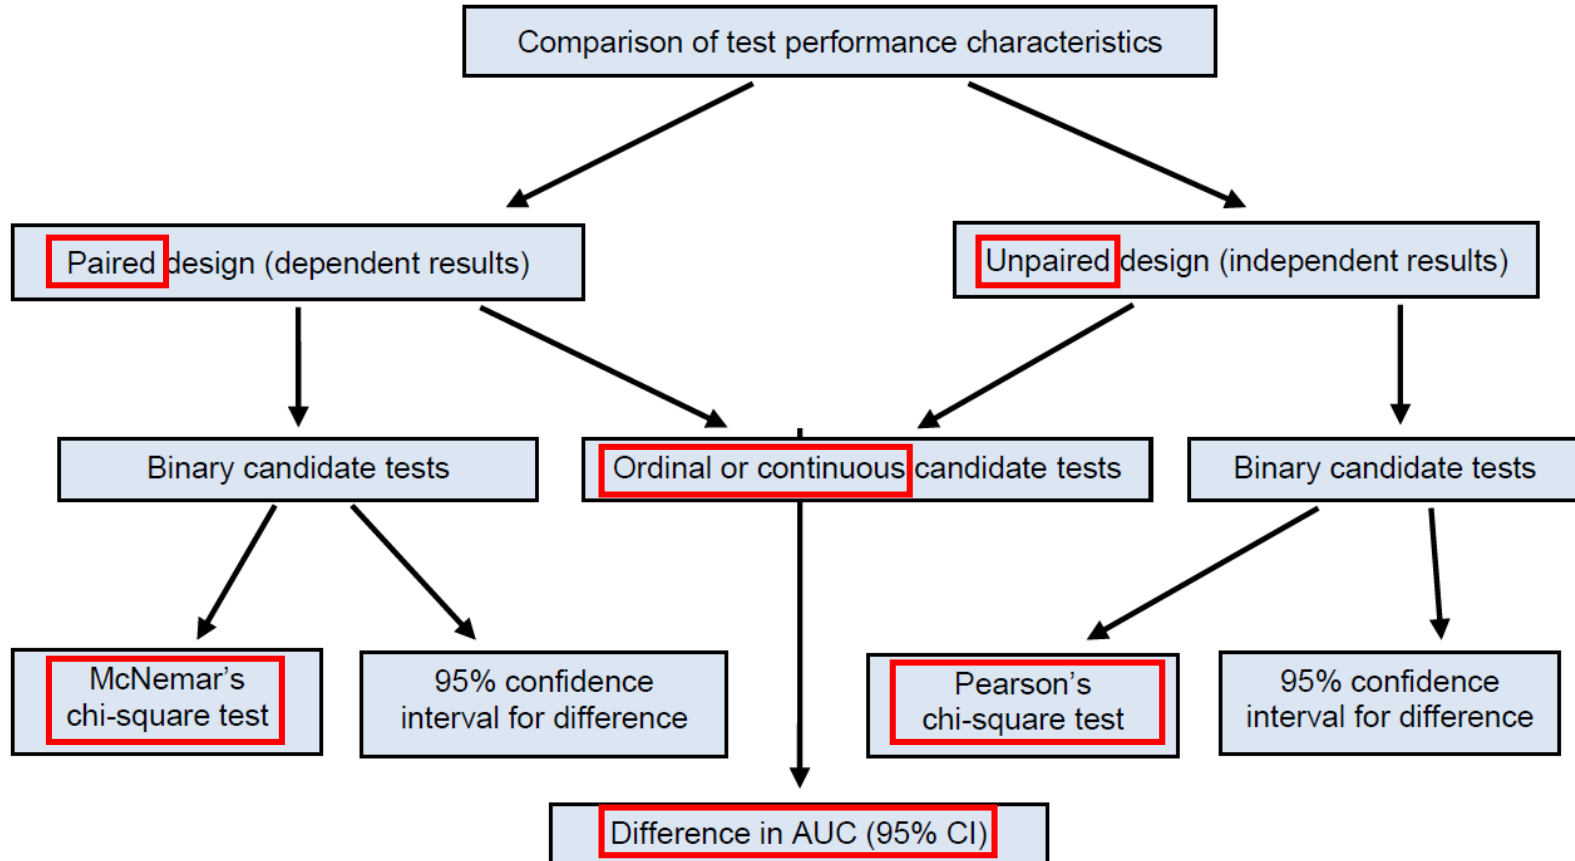 Comparison of test performance characteristics
Paired design (dependent results)
Unpaired design (independent results)
Binary candidate tests
Ordinal or continuous candidate tests
Binary candidate tests
McNemar's
chi-square test
95% confidence
interval for difference
Pearson's
chi-square test
95% confidence
interval for difference
Difference in AUC (95% CI)